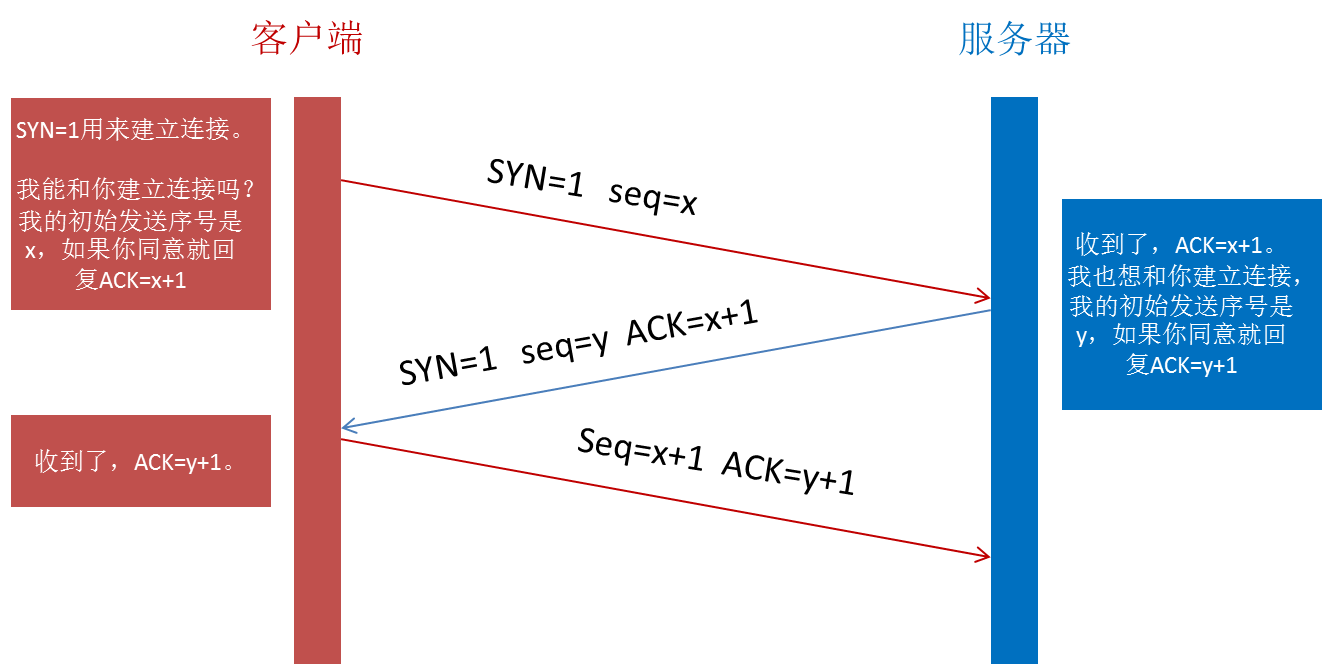 客户端
服务器
SYN=1用来建立连接。
我能和你建立连接吗？
我的初始发送序号是
x，如果你同意就回
复ACK=x+1
SYN=1 seq=x
收到了，ACK=x+1。
我也想和你建立连接，
我的初始发送序号是
y，如果你同意就回
复ACK=y+1
SYN=1 seq=y ACK=x+1
收到了，ACK=y+1。
Seq=x+1 ACK=y+1